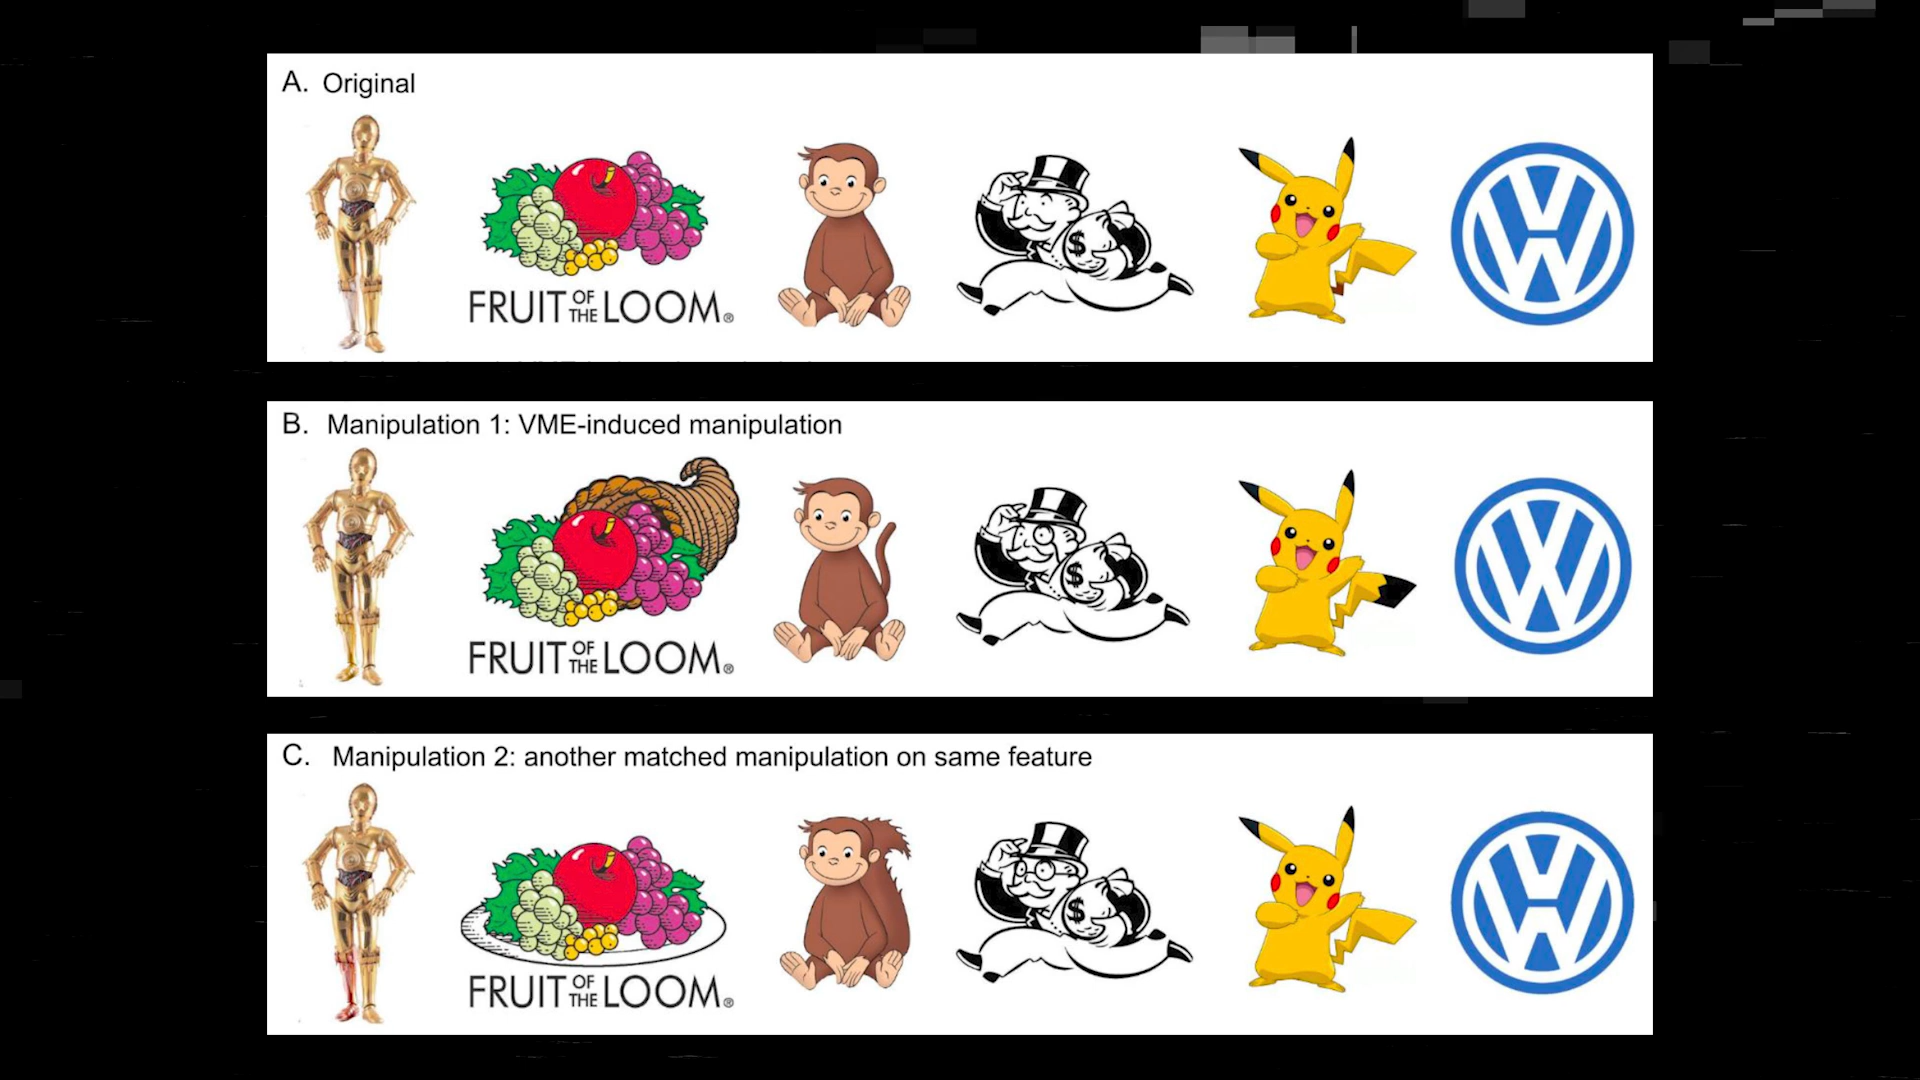 A. Original
FRUIT OF THE LOOM®
B. Manipulation 1: VME-induced manipulation
FRUIT OF THE LOOM®
C. Manipulation 2: another matched manipulation on same feature
FRUIT OF THE LOOM®